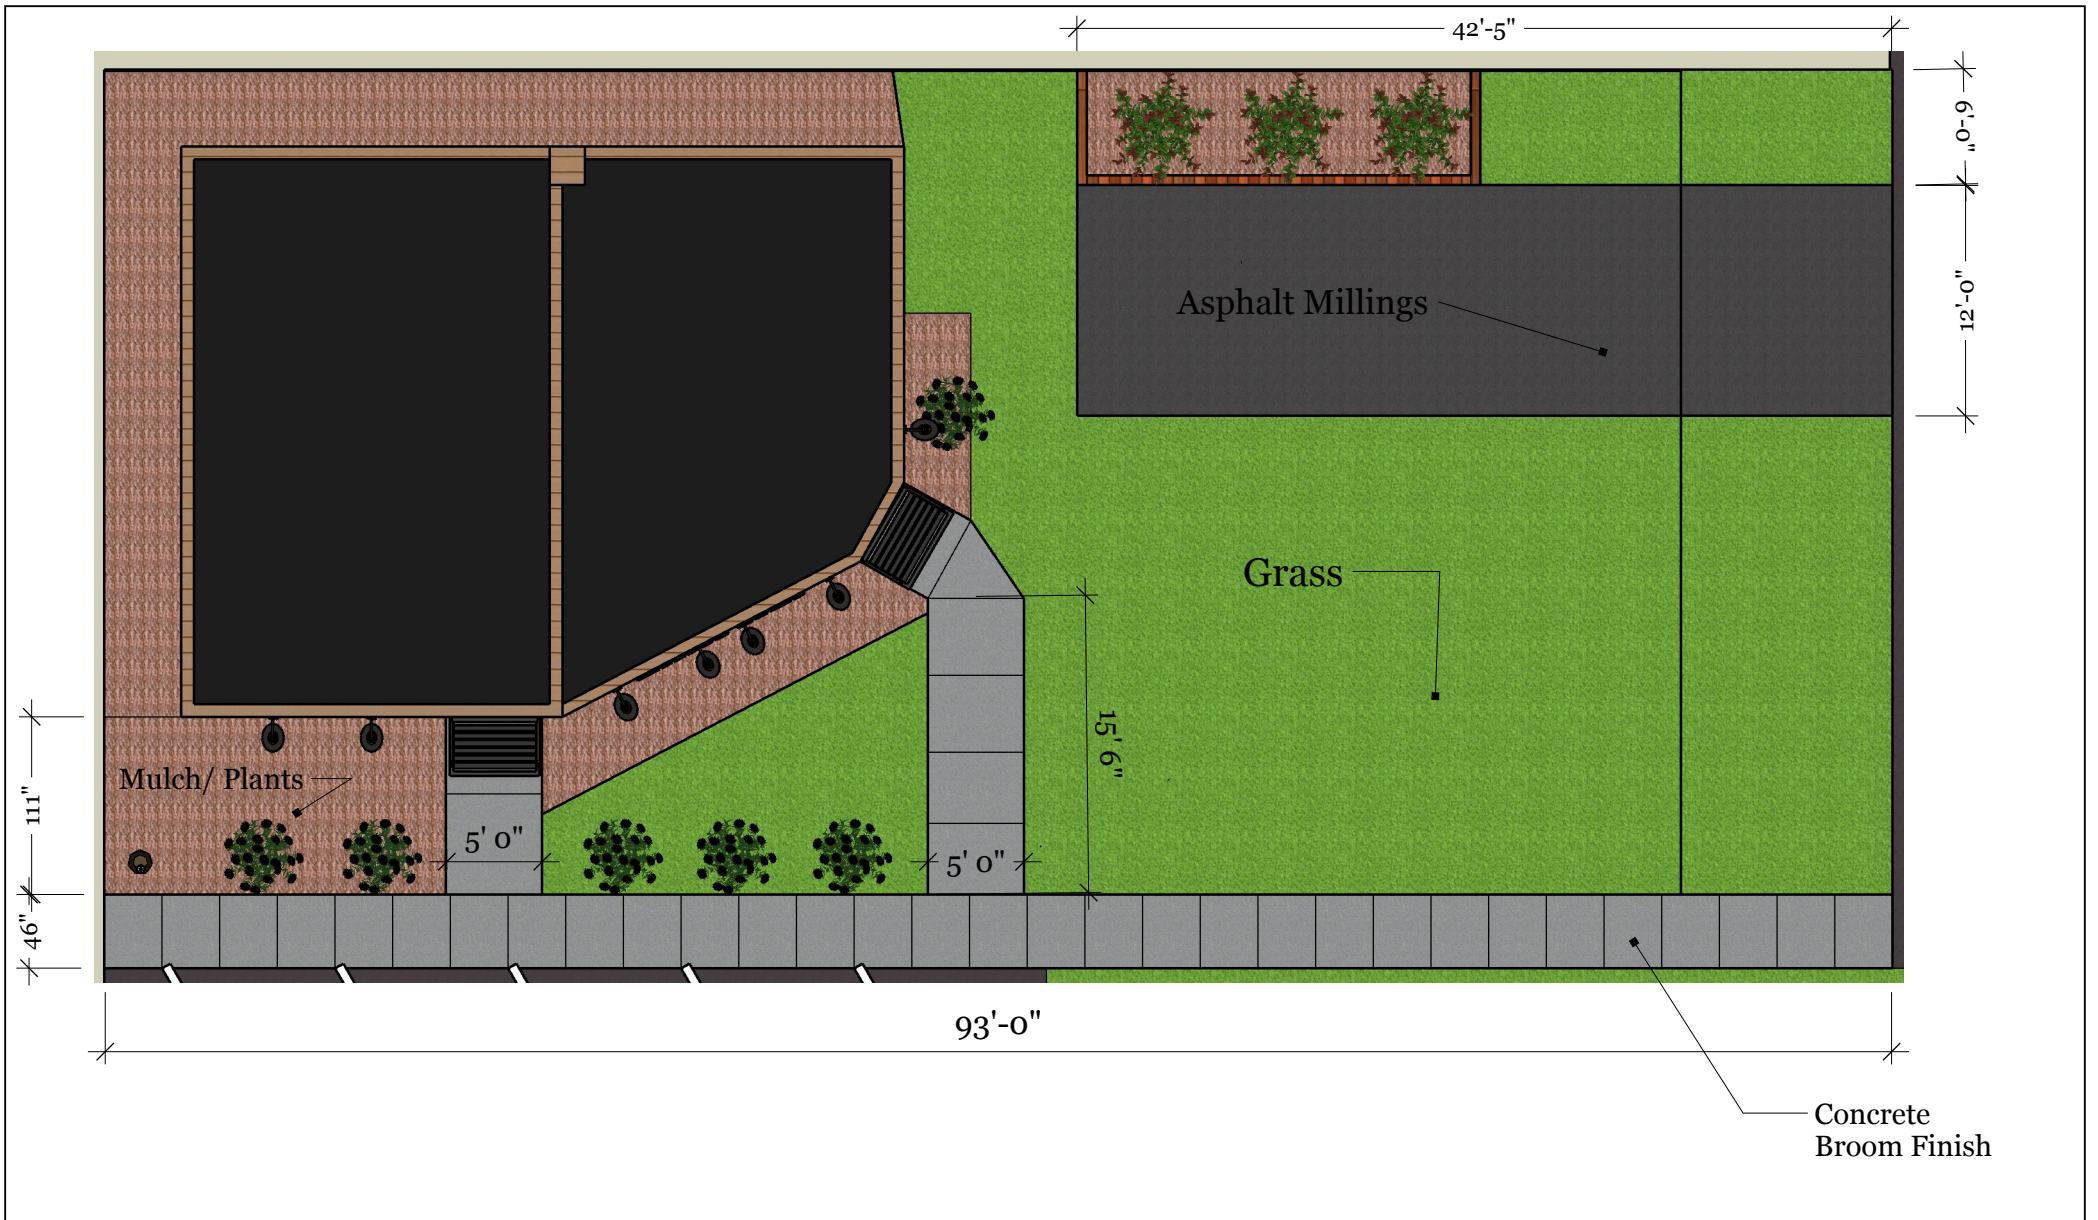 42'-5"
6'-0"
12'-0"
Asphalt Millings
Grass
15' 6"
Mulch/ Plants
111"
5' 0"
5' 0"
46"
93'-0"
Concrete
Broom Finish